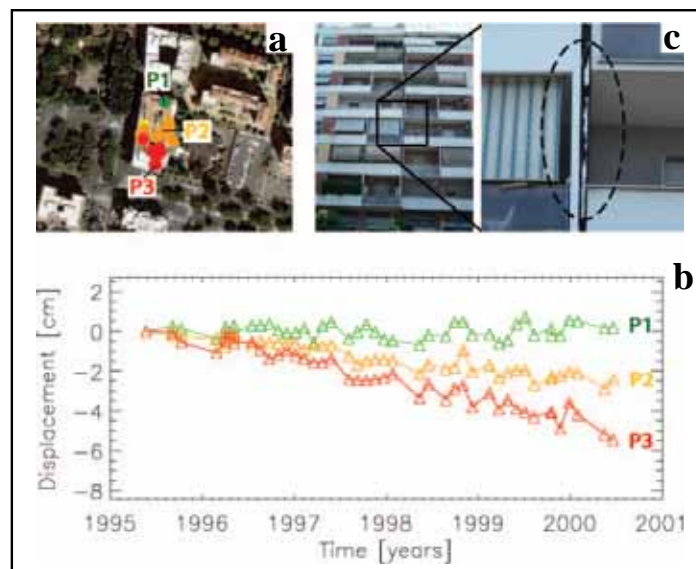 a
P1
P2
P3
c
b
2
0
−2
−4
−6
−8
Displacement [cm]
P1
P2
P3
1995
1996
1997
1998
1999
2000
2001
Time [years]